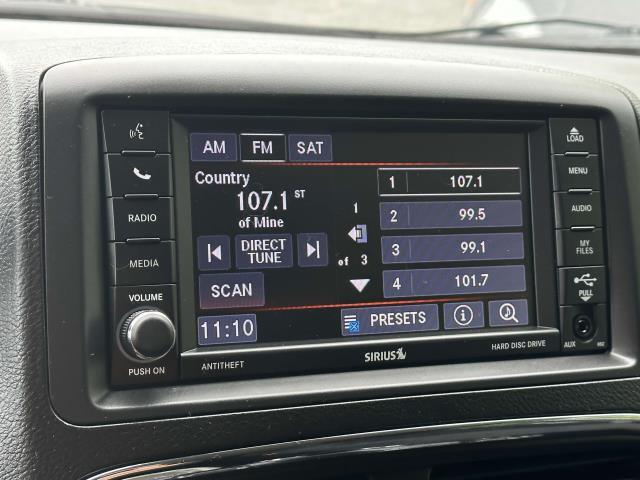 AM FM SAT
Country
107.1 ST
of Mine
DIRECT
TUNE
SCAN
11:10
1
of 3
1 107.1
2 99.5
3 99.1
4 101.7
PRESETS
RADIO
MEDIA
VOLUME
PUSH ON
LOAD
MENU
AUDIO
MY
FILES
PULL
AUX
ANTITHEFT
SIRIUS
HARD DISC DRIVE